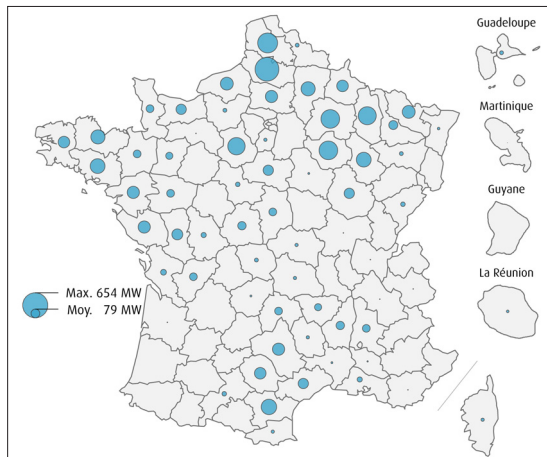 Guadeloupe
Martinique
Guyane
La Réunion
Max. 654 MW
Moy. 79 MW